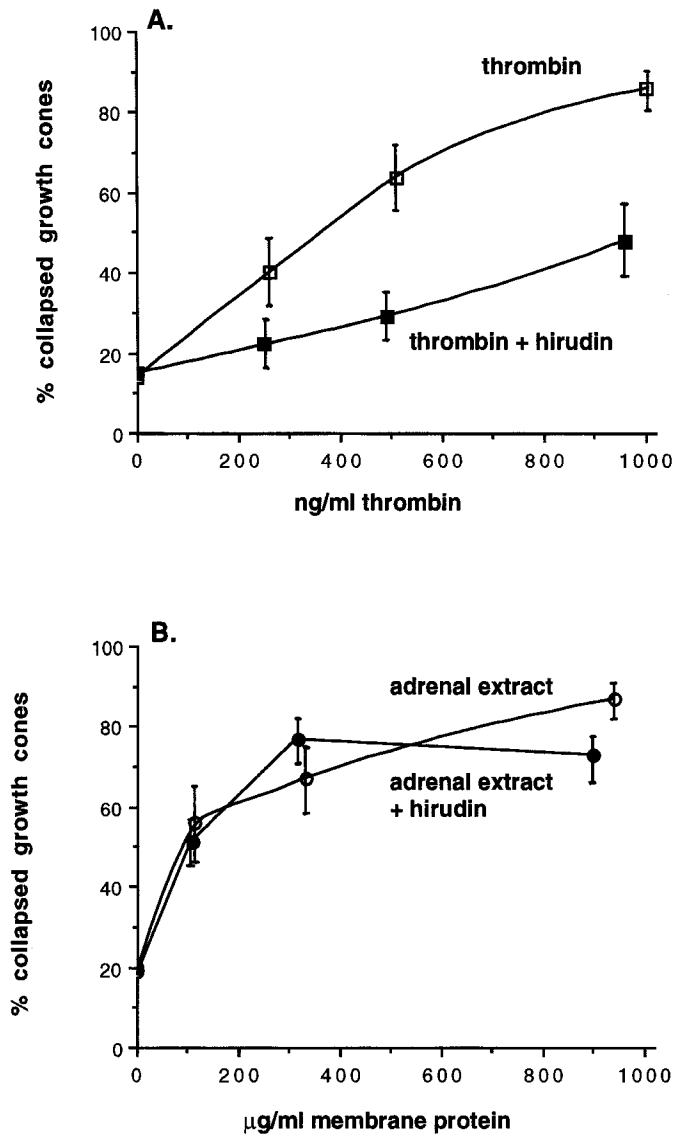 A.
100
80
60
40
20
0
% collapsed growth cones
thrombin
thrombin + hirudin
0 200 400 600 800 1000
ng/ml thrombin
B.
100
80
60
40
20
0
% collapsed growth cones
adrenal extract
adrenal extract
+ hirudin
0 200 400 600 800 1000
μg/ml membrane protein